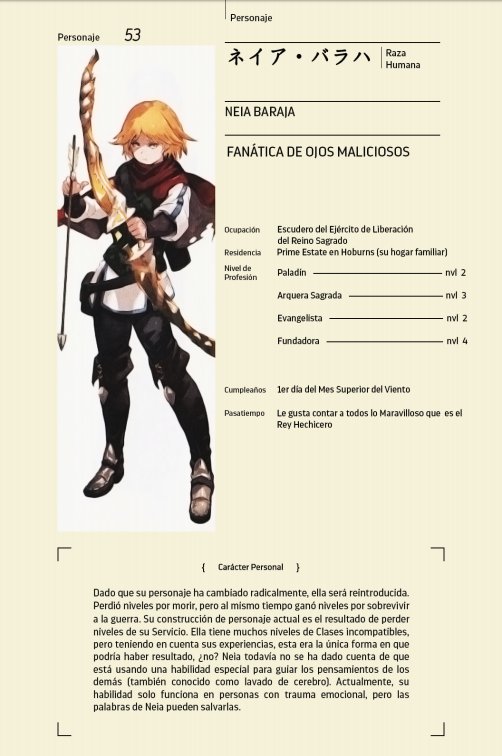 Personaje
Personaje 53
ネイア・バラハ
Raza
Humana
NEIA BARAJA
FANÁTICA DE OJOS MALICIOSOS
Ocupación Escudero del Ejército de Liberación
del Reino Sagrado
Residencia Prime Estate en Hoburns (su hogar familiar)
Nivel de
Profesión
Paladín nvl 2
Arquera Sagrada nvl 3
Evangelista nvl 2
Fundadora nvl 4
Cumpleaños 1er día del Mes Superior del Viento
Pasatiempo Le gusta contar a todos lo Maravilloso que es el
Rey Hechicero
{ Carácter Personal }
Dado que su personaje ha cambiado radicalmente, ella será reintroducida.
Perdió niveles por morir, pero al mismo tiempo ganó niveles por sobrevivir
a la guerra. Su construcción de personaje actual es el resultado de perder
niveles de su Servicio. Ella tiene muchos niveles de Clases incompatibles,
pero teniendo en cuenta sus experiencias, esta era la única forma en que
podría haber resultado, ¿no? Neia todavía no se ha dado cuenta de que
está usando una habilidad especial para guiar los pensamientos de los
demás (también conocido como lavado de cerebro). Actualmente, su
habilidad solo funciona en personas con trauma emocional, pero las
palabras de Neia pueden salvarlas.